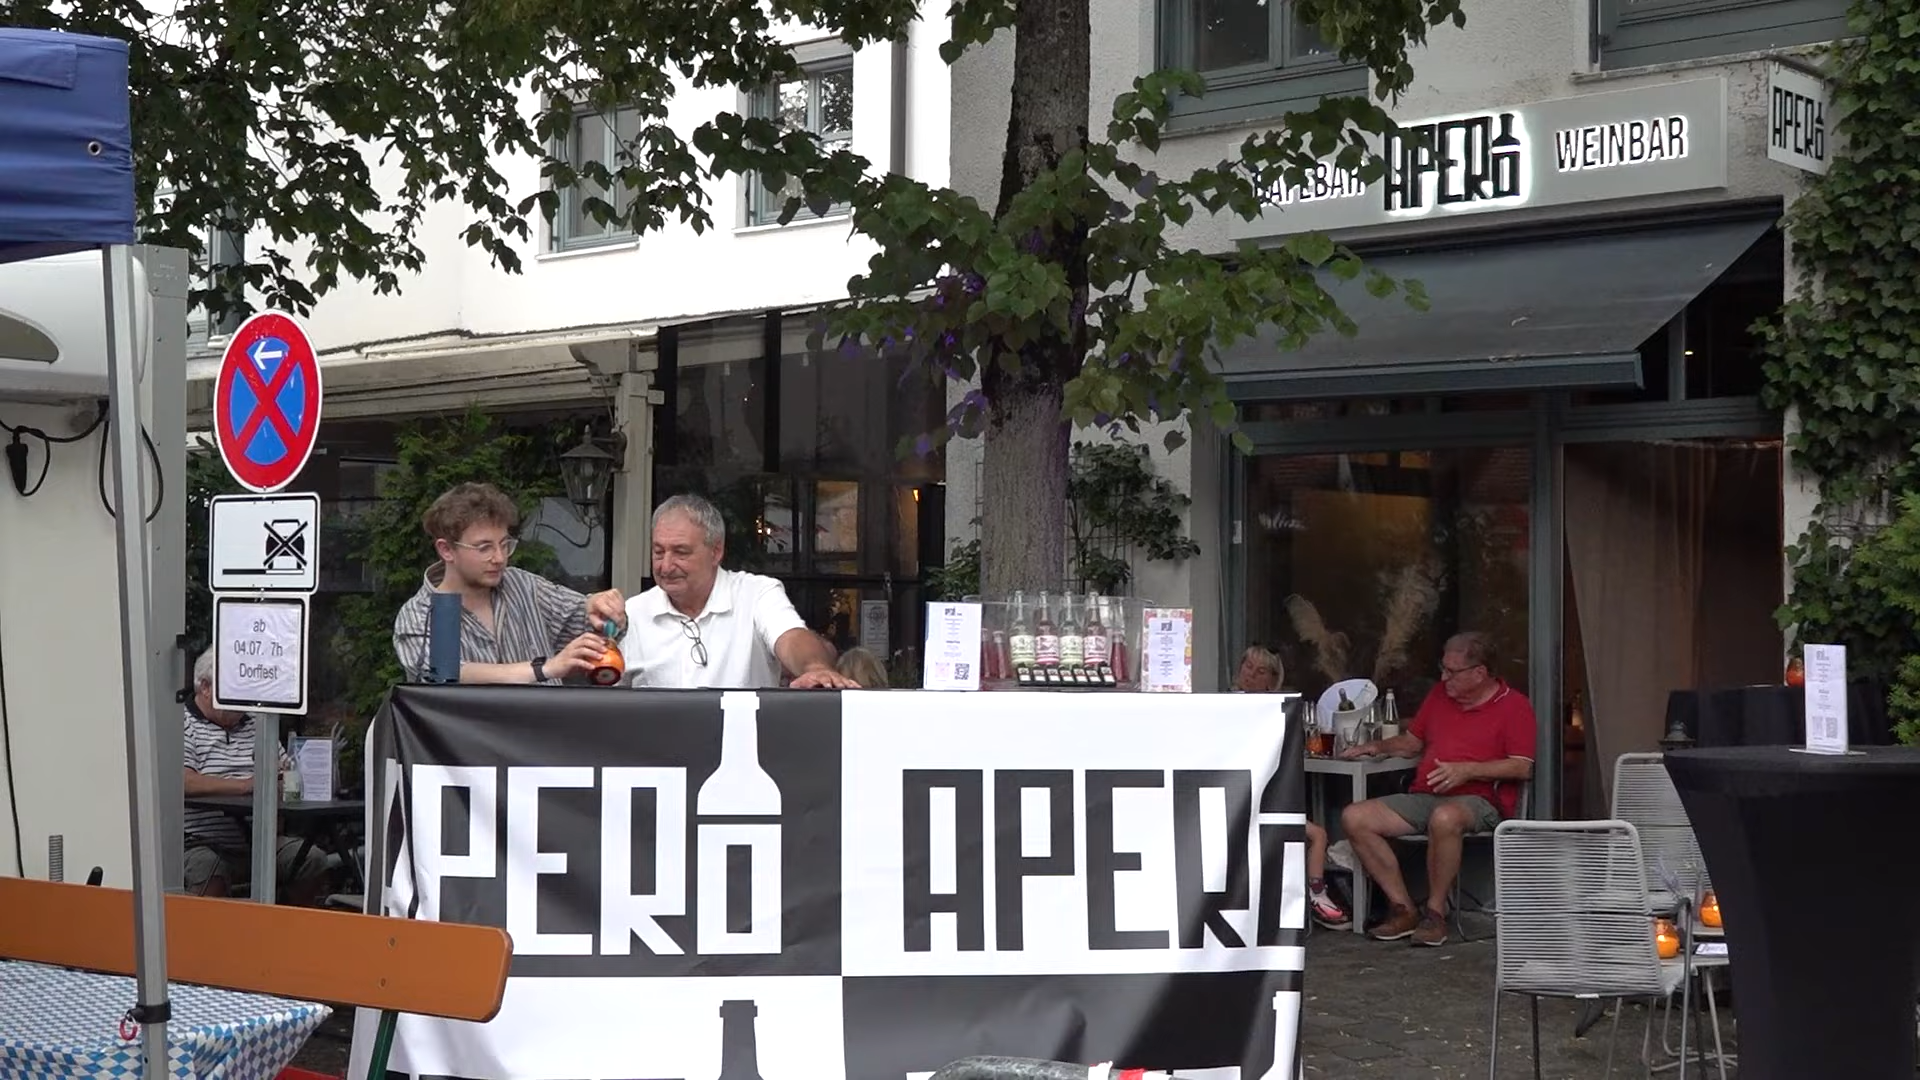 CAFEBAR APERO WEINBAR
APERO
ab
04.07. 7h
Dorffest
APERO APERO